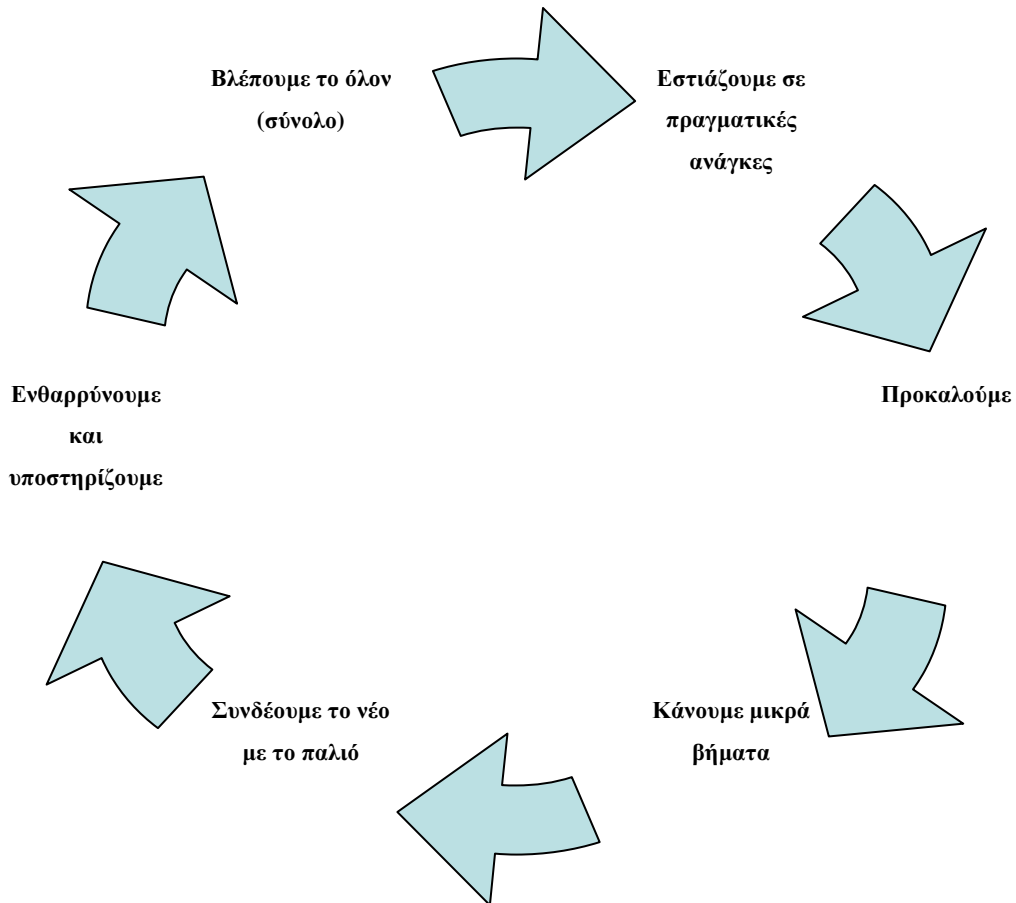 Βλέπουμε το όλον
(σύνολο)
Εστιάζουμε σε
πραγματικές
ανάγκες
Προκαλούμε
Κάνουμε μικρά
βήματα
Συνδέουμε το νέο
με το παλιό
Ενθαρρύνουμε
και
υποστηρίζουμε